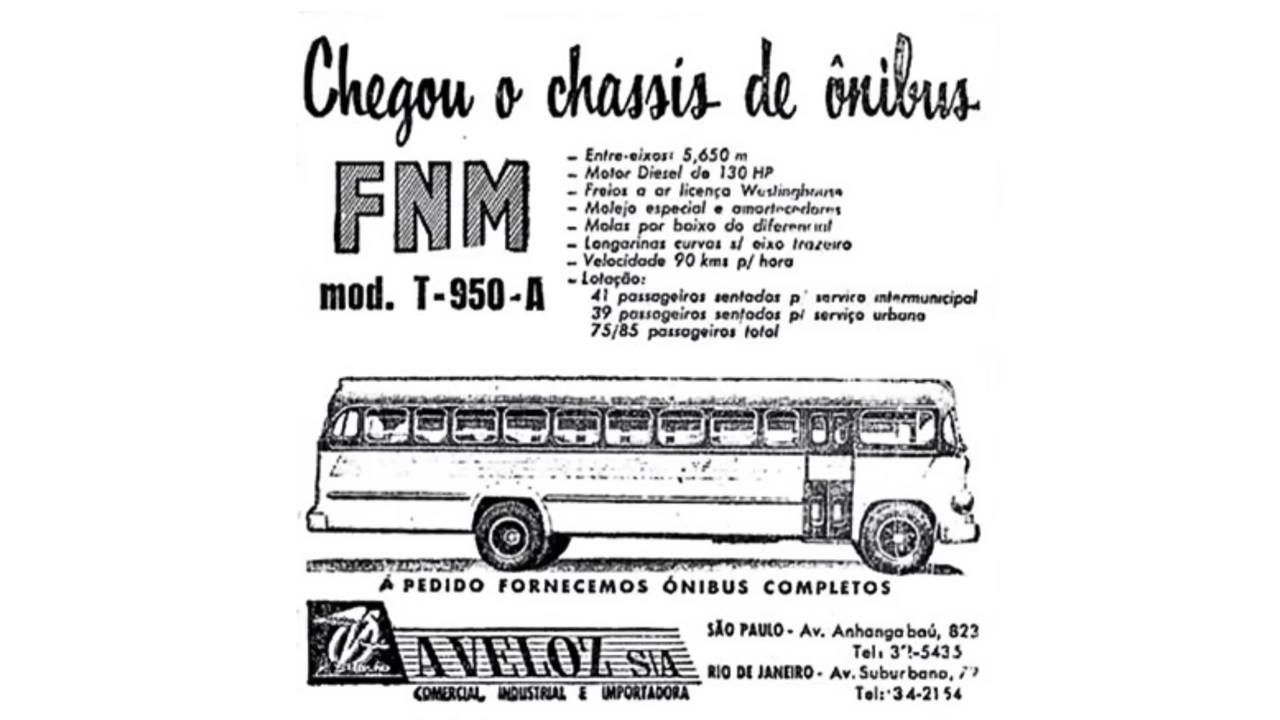 Chegou o chassis de ônibus
FNM
mod. T-950-A
- Entre-eixos: 5,650 m
- Motor Diesel de 130 HP
- Freios a ar licença Westinghouse
- Molejo especial e amortecedores
- Molas por baixo do diferencial
- Longarinas curvas s/ eixo trazeiro
- Velocidade 90 kms p/ hora
- Lotação:
41 passageiros sentados p/ serviço intermunicipal
39 passageiros sentados p/ serviço urbano
75/85 passageiros total
Á PEDIDO FORNECEMOS ÔNIBUS COMPLETOS
A VELOZ S/A
COMERCIAL, INDUSTRIAL E IMPORTADORA
SÃO PAULO - Av. Anhangabaú, 823
Tel:
RIO DE JANEIRO - Av. Suburbana,
Tel: 34-2154